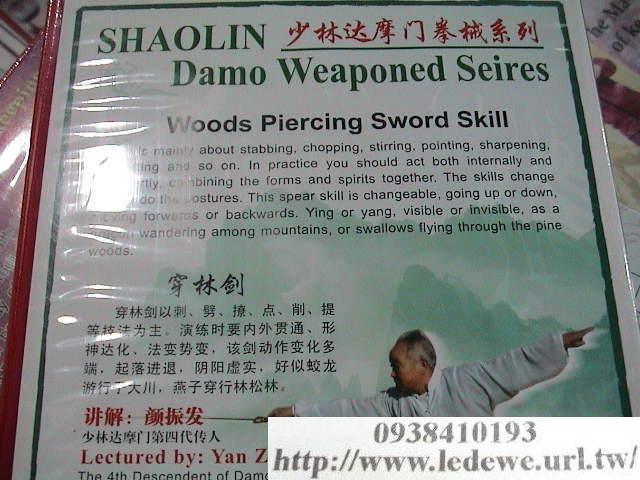 SHAOLIN 少林达摩门拳械系列
Damo Weaponed Seires
Woods Piercing Sword Skill
mainly about stabbing, chopping, stirring, pointing, sharpening,
and so on. In practice you should act both internally and
combining the forms and spirits together. The skills change
do the postures. This spear skill is changeable, going up or down,
moving forwards or backwards. Ying or yang, visible or invisible, as a
wandering among mountains, or swallows flying through the pine
woods.
穿林剑
穿林剑以刺、劈、撩、点、削、提
等技法为主。演练时要内外贯通、形
神达化、法变势变，该剑动作变化多
端，起落进退，阴阳虚实，好似蛟龙
游行于大川，燕子穿行林松林。
讲解：颜振发
少林达摩门第四代传人
Lectured by: Yan Z
The 4th Descendent of Damo
0938410193
http://www.ledewe.url.tw/